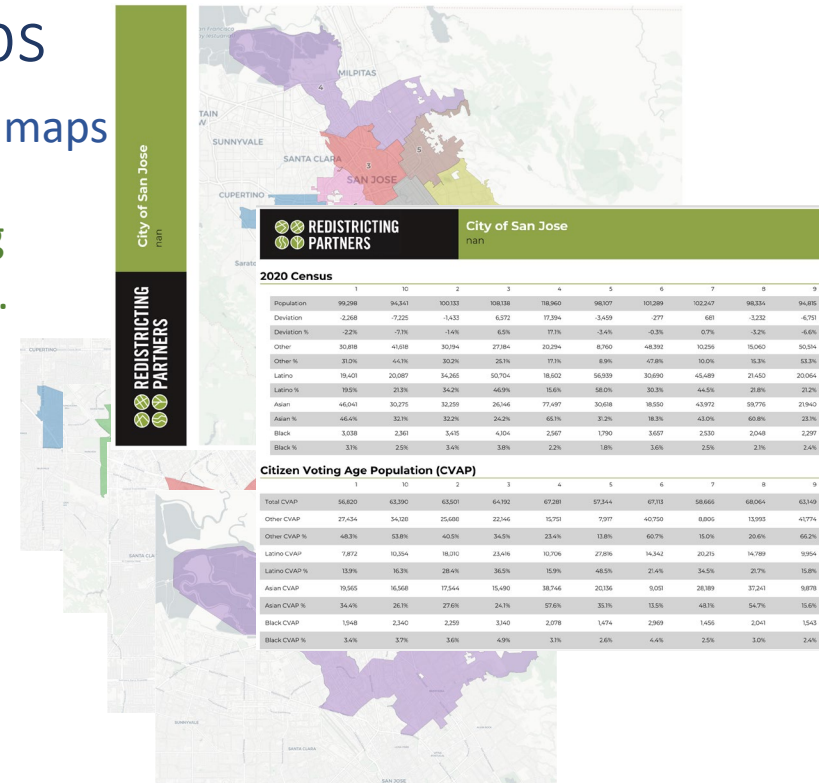 maps
City of San Jose
nan
REDISTRICTING
PARTNERS
MILPITAS
4
SUNNYVALE
SANTA CLARA
3
5
SAN JOSE
CUPERTINO
REDISTRICTING
PARTNERS
City of San Jose
nan
2020 Census
1 10 2 3 4 5 6 7 8 9
Population 99,298 94,341 100,133 108,138 118,960 98,107 101,289 102,247 98,334 94,815
Deviation -2,268 -7,225 -1,433 6,572 17,394 -3,459 -277 681 -3,232 -6,751
Deviation % -2.2% -7.1% -1.4% 6.5% 17.1% -3.4% -0.3% 0.7% -3.2% -6.6%
Other 30,818 41,618 30,194 27,184 20,294 8,760 48,392 10,256 15,060 50,514
Other % 31.0% 44.1% 30.2% 25.1% 17.1% 8.9% 47.8% 10.0% 15.3% 53.3%
Latino 19,401 20,087 34,265 50,704 18,602 56,939 30,690 45,489 21,450 20,064
Latino % 19.5% 21.3% 34.2% 46.9% 15.6% 58.0% 30.3% 44.5% 21.8% 21.2%
Asian 46,041 30,275 32,259 26,146 77,497 30,618 18,550 43,972 59,776 21,940
Asian % 46.4% 32.1% 32.2% 24.2% 65.1% 31.2% 18.3% 43.0% 60.8% 23.1%
Black 3,038 2,361 3,415 4,104 2,567 1,790 3,657 2,530 2,048 2,297
Black % 3.1% 2.5% 3.4% 3.8% 2.2% 1.8% 3.6% 2.5% 2.1% 2.4%
Citizen Voting Age Population (CVAP)
1 10 2 3 4 5 6 7 8 9
Total CVAP 56,820 63,390 63,501 64,192 67,281 57,344 67,113 58,666 68,064 63,149
Other CVAP 27,434 34,128 25,688 22,146 15,751 7,917 40,750 8,806 13,993 41,774
Other CVAP % 48.3% 53.8% 40.5% 34.5% 23.4% 13.8% 60.7% 15.0% 20.6% 66.2%
Latino CVAP 7,872 10,354 18,010 23,416 10,706 27,816 14,342 20,215 14,789 9,954
Latino CVAP % 13.9% 16.3% 28.4% 36.5% 15.9% 48.5% 21.4% 34.5% 21.7% 15.8%
Asian CVAP 19,565 16,568 17,544 15,490 38,746 20,136 9,051 28,189 37,241 9,878
Asian CVAP % 34.4% 26.1% 27.6% 24.1% 57.6% 35.1% 13.5% 48.1% 54.7% 15.6%
Black CVAP 1,948 2,340 2,259 3,140 2,078 1,474 2,969 1,456 2,041 1,543
Black CVAP % 3.4% 3.7% 3.6% 4.9% 3.1% 2.6% 4.4% 2.5% 3.0% 2.4%
CUPERTINO
SUNNYVALE
SANTA CLARA
SAN JOSE